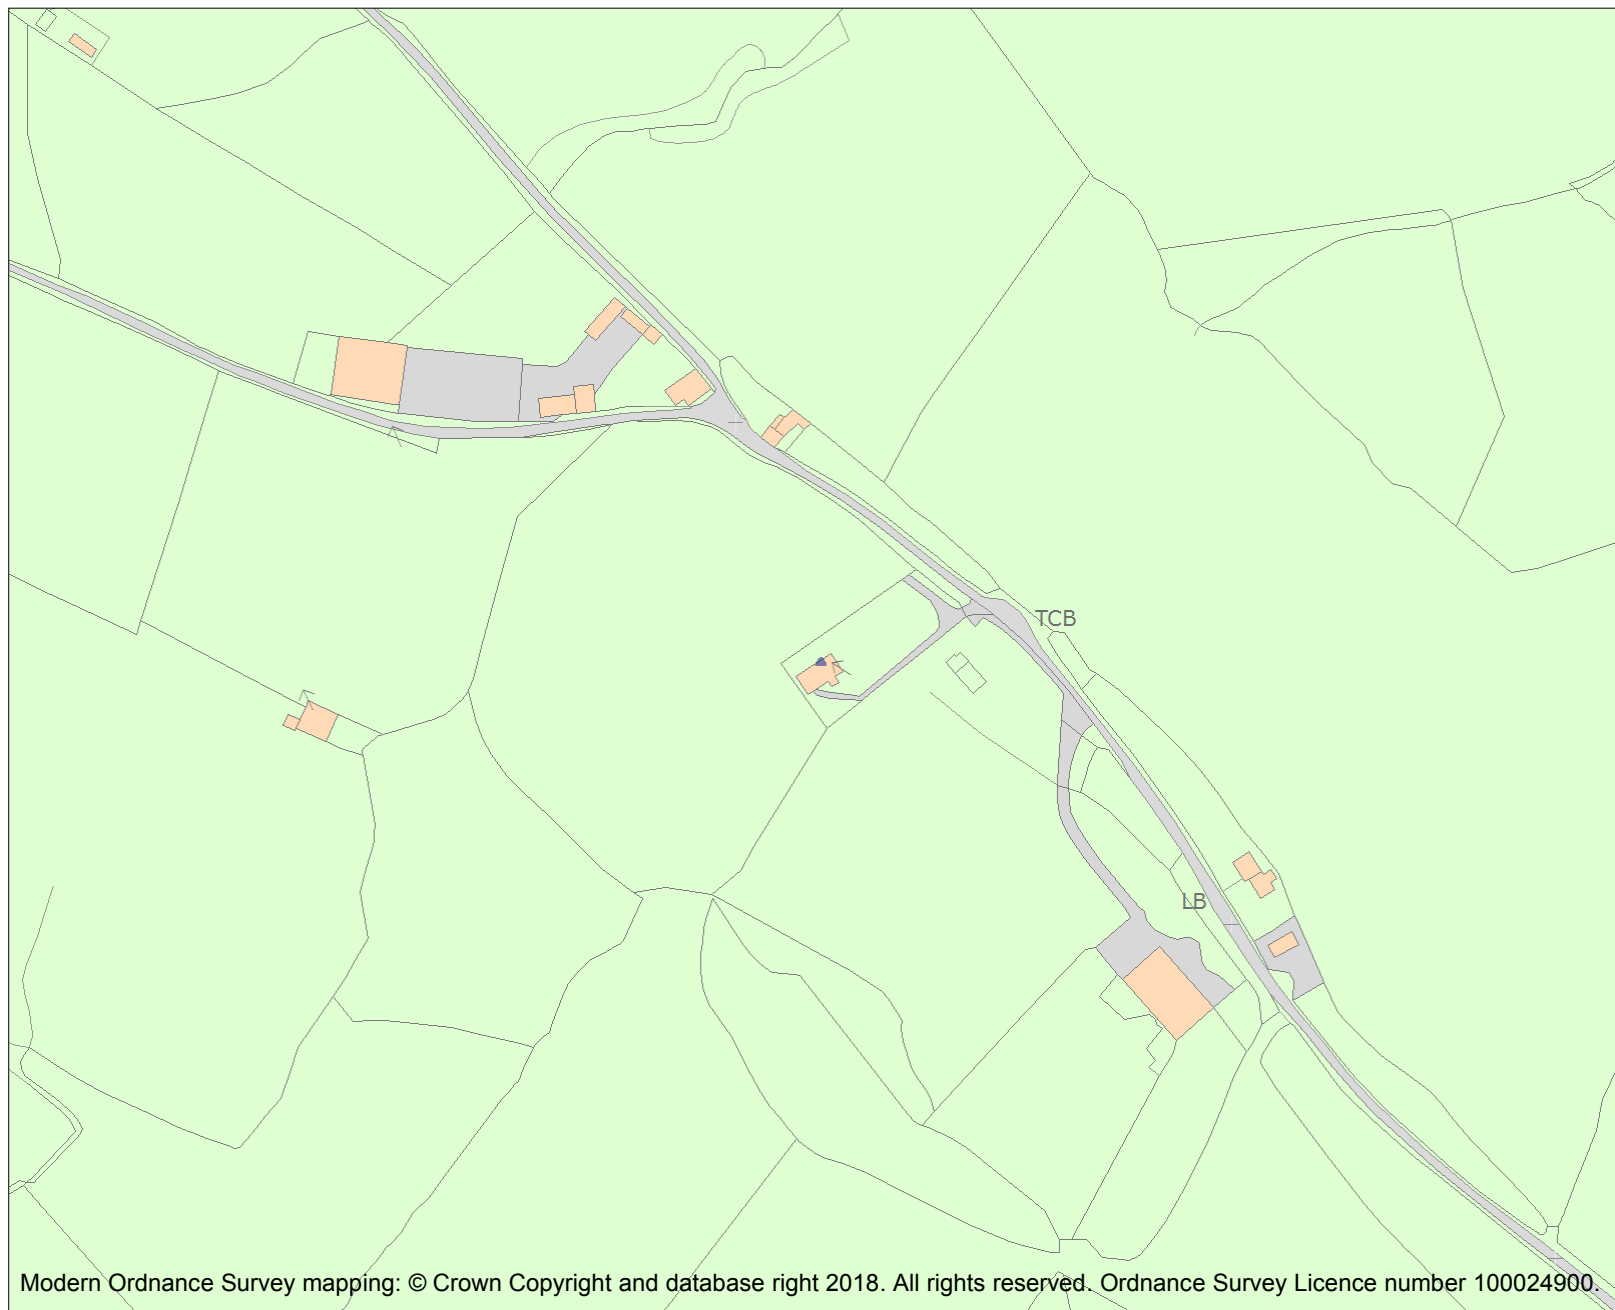 TCB
LB
Modern Ordnance Survey mapping: © Crown Copyright and database right 2018. All rights reserved. Ordnance Survey Licence number 100024900.